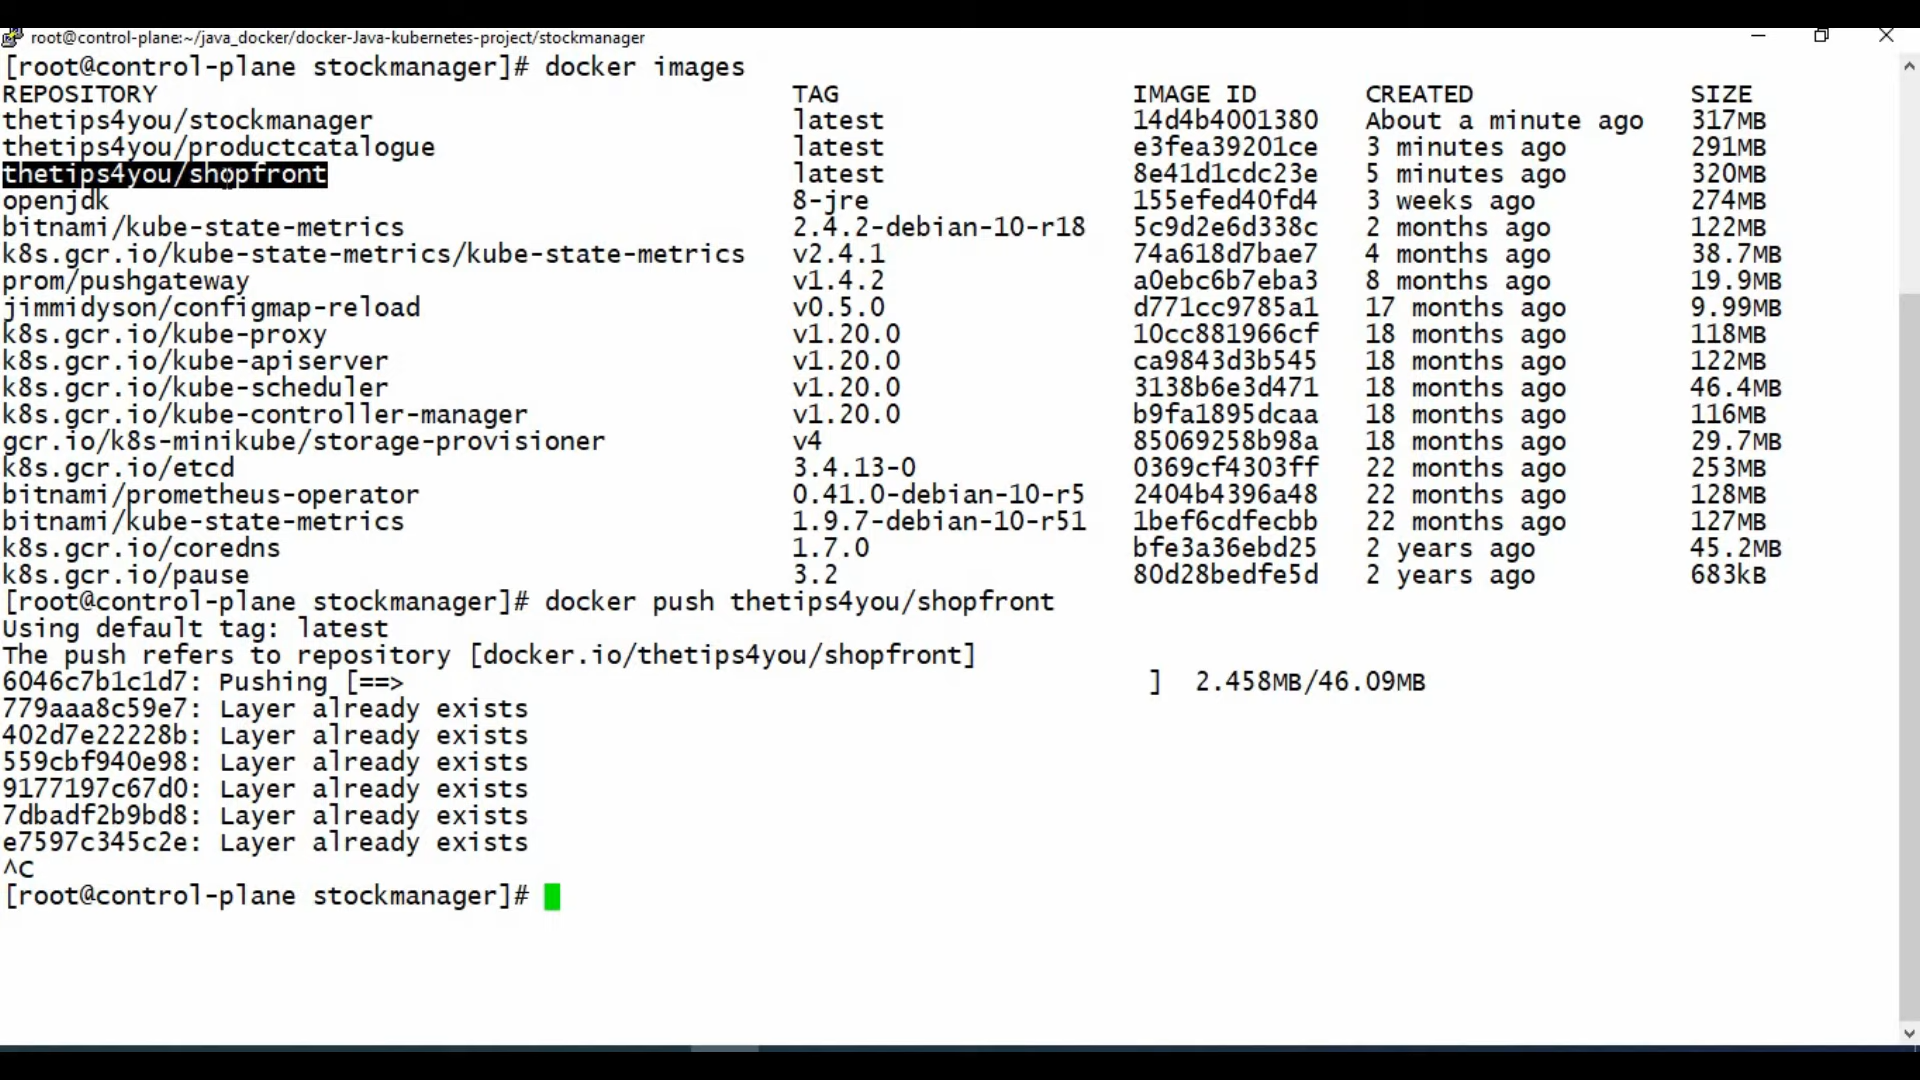 root@control-plane:~/java_docker/docker-Java-kubernetes-project/stockmanager
[root@control-plane stockmanager]# docker images
REPOSITORY TAG IMAGE ID CREATED SIZE
thetips4you/stockmanager latest 14d4b4001380 About a minute ago 317MB
thetips4you/productcatalogue latest e3fea39201ce 3 minutes ago 291MB
thetips4you/shopfront latest 8e41d1cdc23e 5 minutes ago 320MB
openjdk 8-jre 155efed40fd4 3 weeks ago 274MB
bitnami/kube-state-metrics 2.4.2-debian-10-r18 5c9d2e6d338c 2 months ago 122MB
k8s.gcr.io/kube-state-metrics/kube-state-metrics v2.4.1 74a618d7bae7 4 months ago 38.7MB
prom/pushgateway v1.4.2 a0ebc6b7eba3 8 months ago 19.9MB
jimmidyson/configmap-reload v0.5.0 d771cc9785a1 17 months ago 9.99MB
k8s.gcr.io/kube-proxy v1.20.0 10cc881966cf 18 months ago 118MB
k8s.gcr.io/kube-apiserver v1.20.0 ca9843d3b545 18 months ago 122MB
k8s.gcr.io/kube-scheduler v1.20.0 3138b6e3d471 18 months ago 46.4MB
k8s.gcr.io/kube-controller-manager v1.20.0 b9fa1895dcaa 18 months ago 116MB
gcr.io/k8s-minikube/storage-provisioner v4 85069258b98a 18 months ago 29.7MB
k8s.gcr.io/etcd 3.4.13-0 0369cf4303ff 22 months ago 253MB
bitnami/prometheus-operator 0.41.0-debian-10-r5 2404b4396a48 22 months ago 128MB
bitnami/kube-state-metrics 1.9.7-debian-10-r51 1bef6cdfecbb 22 months ago 127MB
k8s.gcr.io/coredns 1.7.0 bfe3a36ebd25 2 years ago 45.2MB
k8s.gcr.io/pause 3.2 80d28bedfe5d 2 years ago 683kB
[root@control-plane stockmanager]# docker push thetips4you/shopfront
Using default tag: latest
The push refers to repository [docker.io/thetips4you/shopfront]
6046c7b1c1d7: Pushing [==> ] 2.458MB/46.09MB
779aaa8c59e7: Layer already exists
402d7e22228b: Layer already exists
559cbf940e98: Layer already exists
9177197c67d0: Layer already exists
7dbadf2b9bd8: Layer already exists
e7597c345c2e: Layer already exists
^C
[root@control-plane stockmanager]#